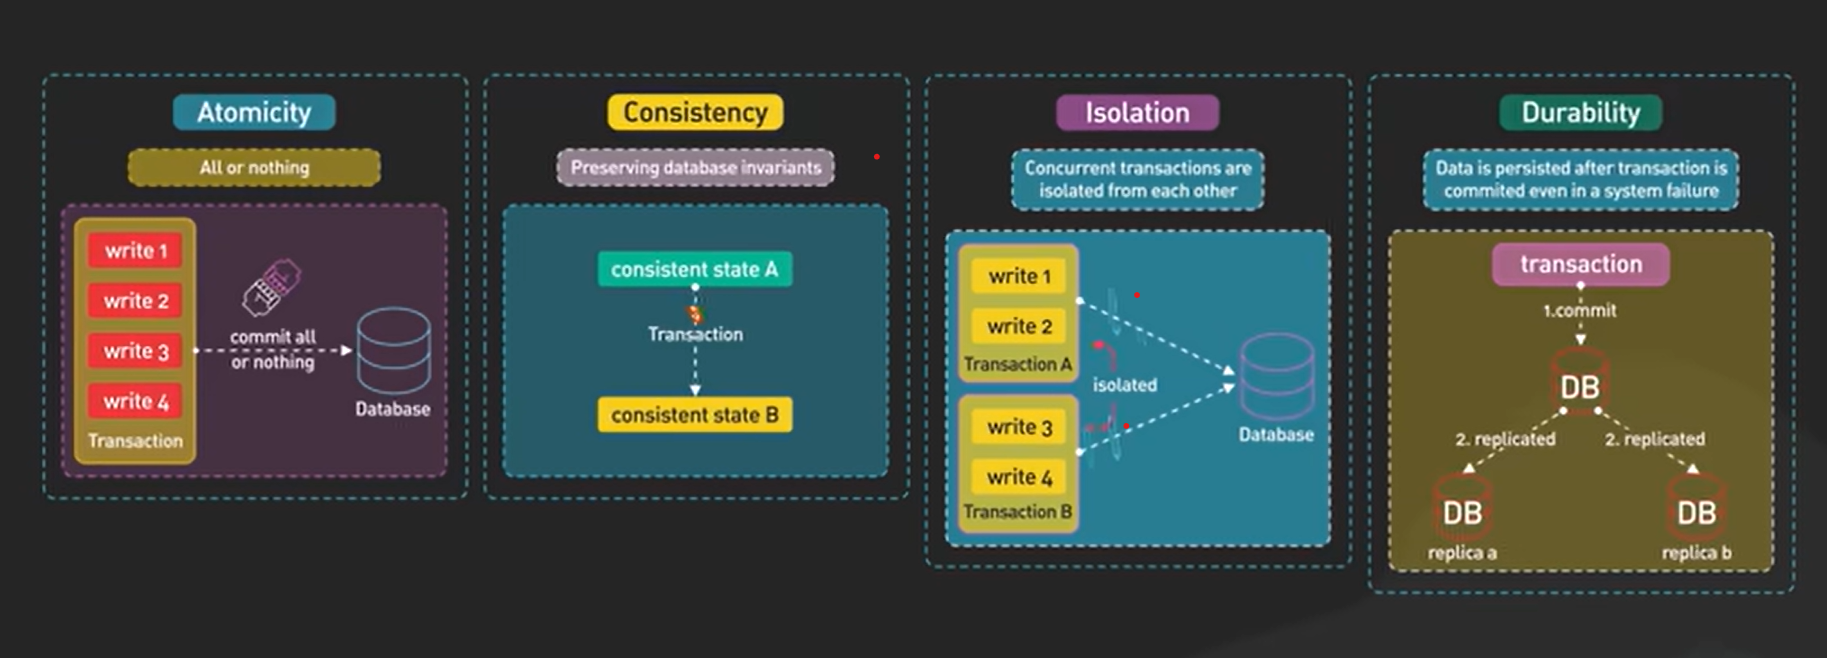 Atomicity
All or nothing
write 1
write 2
write 3
write 4
Transaction
commit all
or nothing
Database
Consistency
Preserving database invariants
consistent state A
Transaction
consistent state B
Isolation
Concurrent transactions are
isolated from each other
write 1
write 2
Transaction A
isolated
write 3
write 4
Transaction B
Database
Durability
Data is persisted after transaction is
commited even in a system failure
transaction
1.commit
DB
2. replicated
2. replicated
DB
DB
replica a
replica b